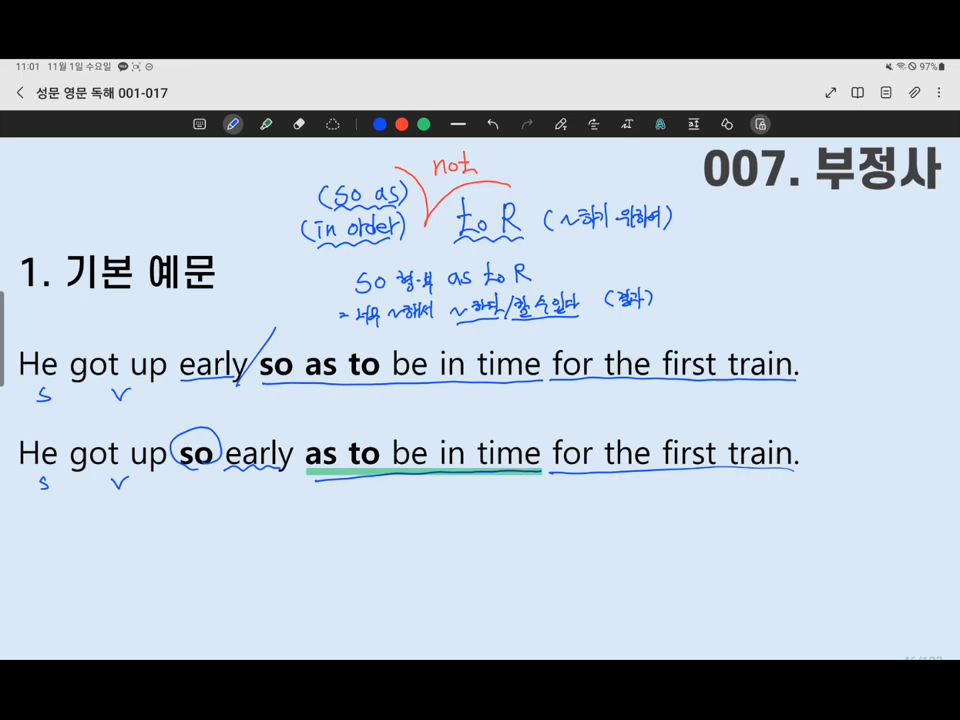 11:01 11월 1일 수요일
97%
성문 영문 독해 001-017
007. 부정사
not
(so as)
(in order) to R (~하기 위하여)
1. 기본 예문
so 형·부 as to R
= 너무 ~해서 ~하다/할 수 있다 (결과)
He got up early so as to be in time for the first train.
S V
He got up so early as to be in time for the first train.
S V